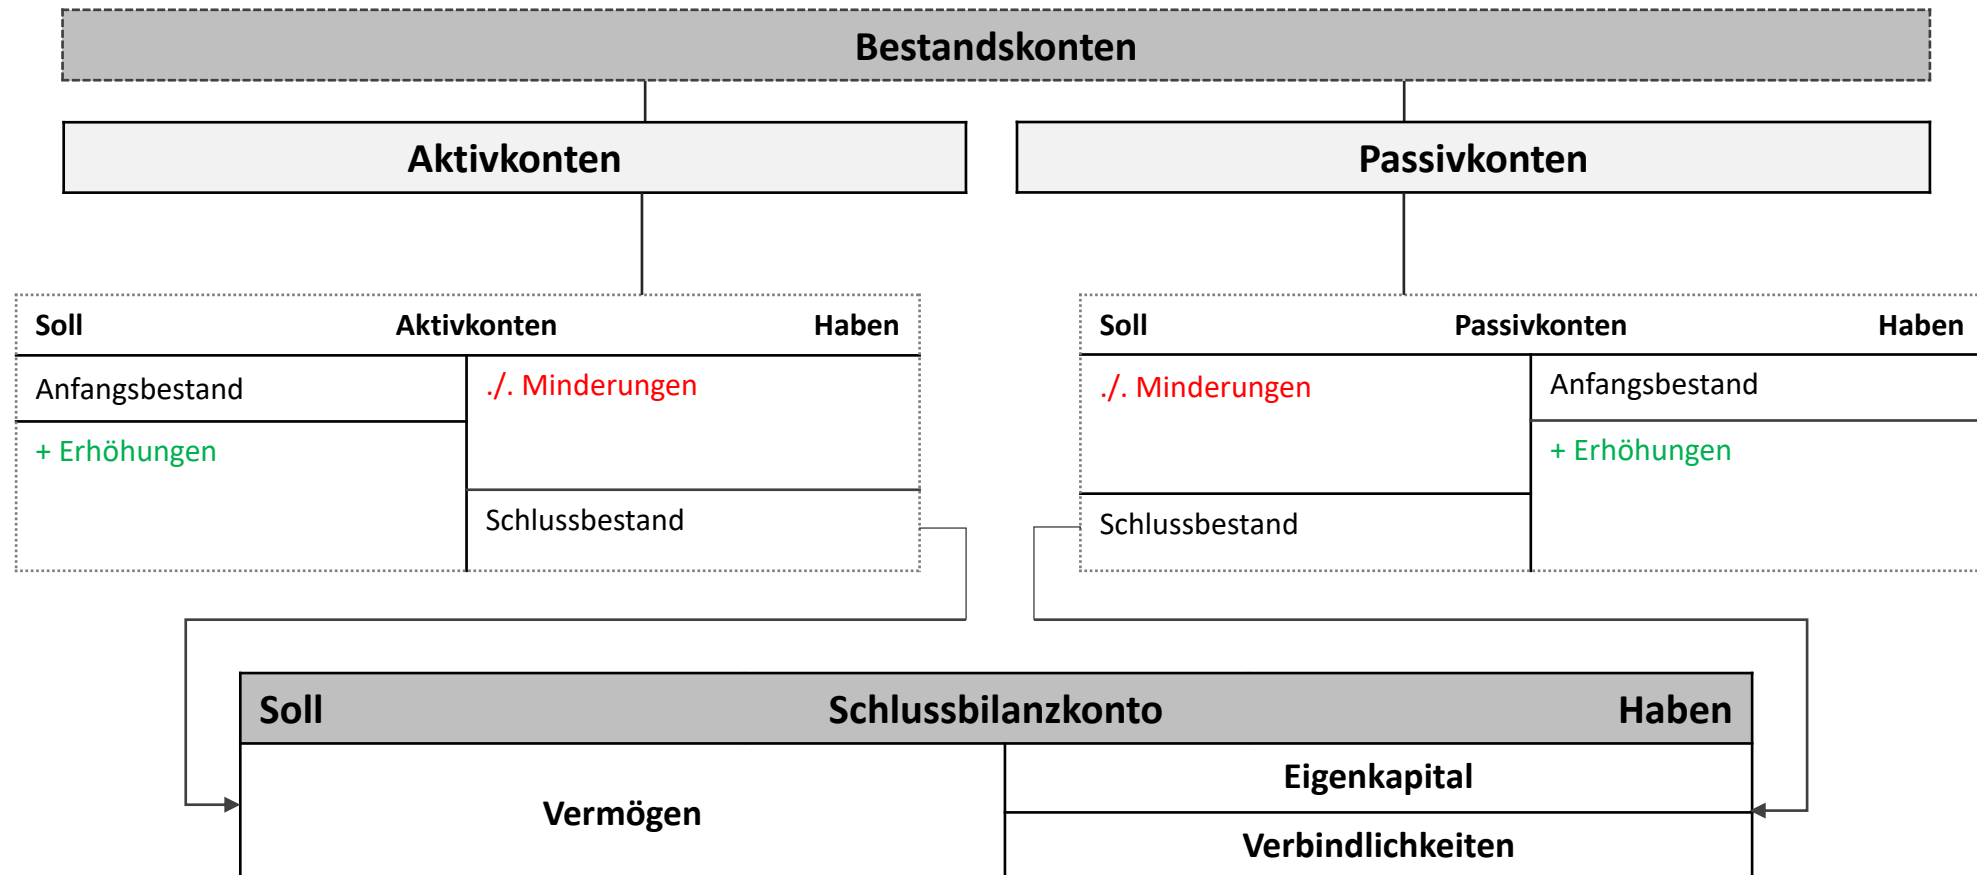 Bestandskonten
Aktivkonten
Passivkonten
Soll Aktivkonten Haben
Anfangsbestand
+ Erhöhungen
./. Minderungen
Schlussbestand
Soll Passivkonten Haben
./. Minderungen
Schlussbestand
Anfangsbestand
+ Erhöhungen
Soll Schlussbilanzkonto Haben
Vermögen
Eigenkapital
Verbindlichkeiten